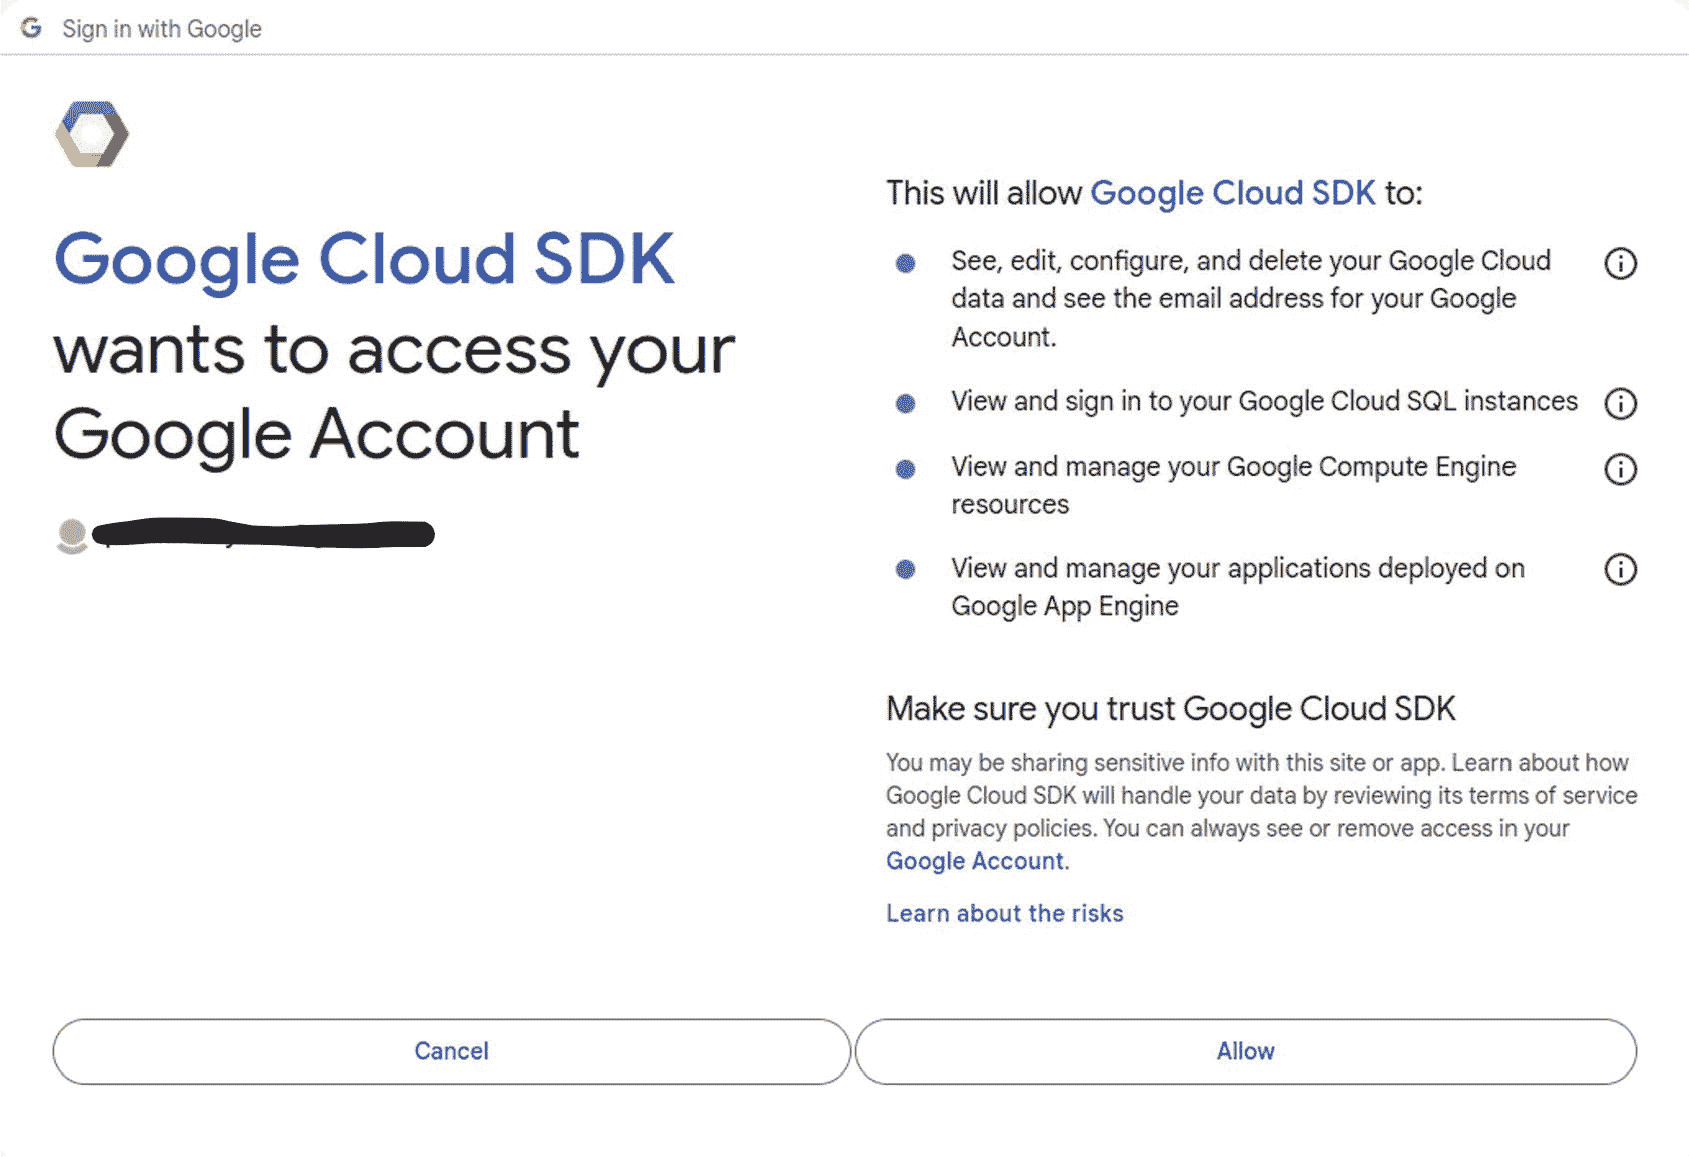 Sign in with Google
Google Cloud SDK
wants to access your
Google Account
This will allow Google Cloud SDK to:
See, edit, configure, and delete your Google Cloud
data and see the email address for your Google
Account.
View and sign in to your Google Cloud SQL instances
View and manage your Google Compute Engine
resources
View and manage your applications deployed on
Google App Engine
Make sure you trust Google Cloud SDK
You may be sharing sensitive info with this site or app. Learn about how
Google Cloud SDK will handle your data by reviewing its terms of service
and privacy policies. You can always see or remove access in your
Google Account.
Learn about the risks
Cancel
Allow